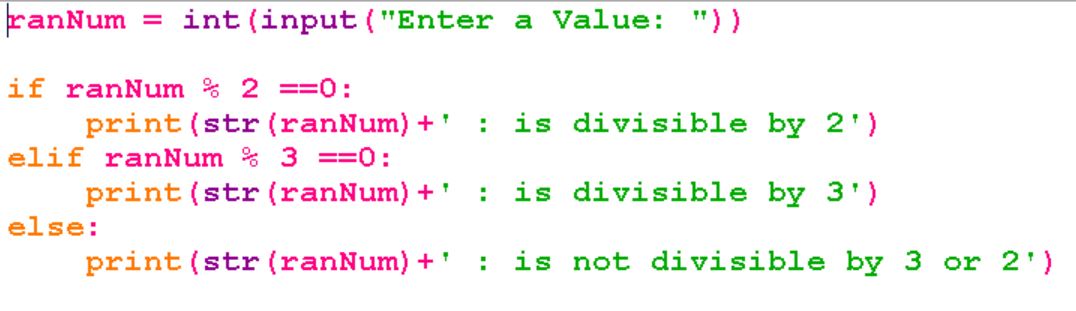 ranNum = int(input("Enter a Value: "))
if ranNum % 2 ==0:
    print(str(ranNum)+' : is divisible by 2')
elif ranNum % 3 ==0:
    print(str(ranNum)+' : is divisible by 3')
else:
    print(str(ranNum)+' : is not divisible by 3 or 2')